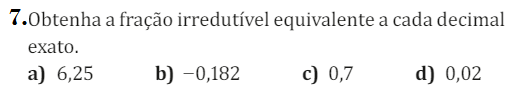 7.Obtenha a fração irredutível equivalente a cada decimal
exato.
a) 6,25 b) −0,182 c) 0,7 d) 0,02